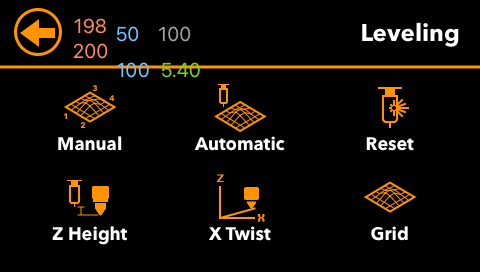 198 50 100 Leveling
200
100 5.40
3
1 4
2
Manual Automatic Reset
Z
X
Z Height X Twist Grid